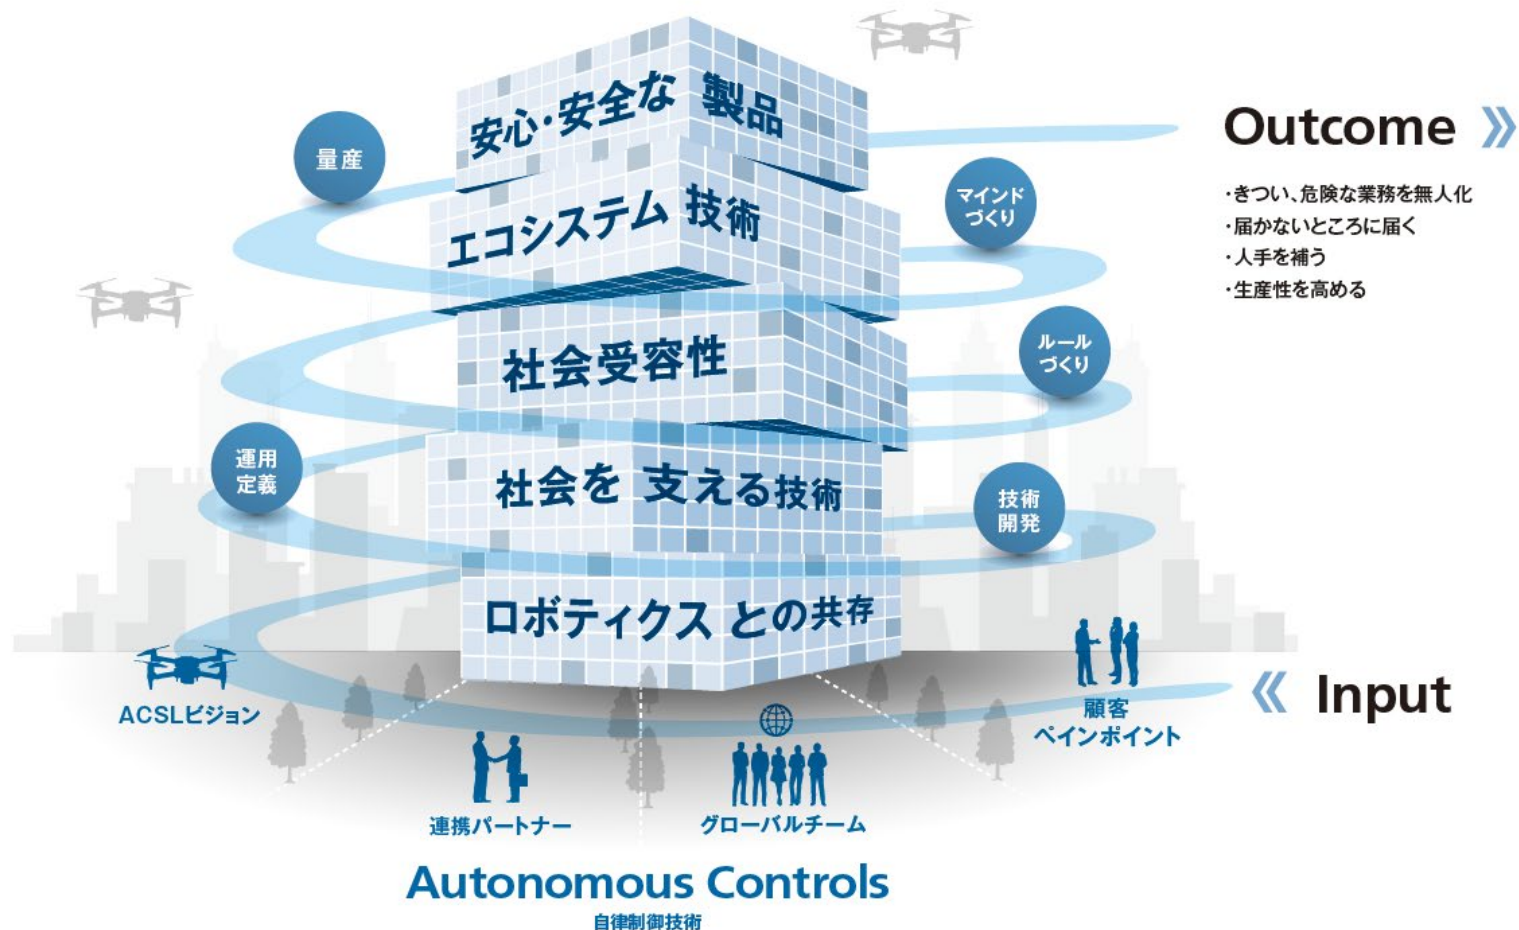 安心・安全な 製品
Outcome
量産
・きつい、危険な業務を無人化
・届かないところに届く
・人手を補う
・生産性を高める
マインド
づくり
エコシステム 技術
ルール
づくり
社会受容性
運用
定義
社会を 支える技術
技術
開発
ロボティクス との共存
Input
ACSLビジョン
顧客
ペインポイント
連携パートナー
グローバルチーム
Autonomous Controls
自律制御技術